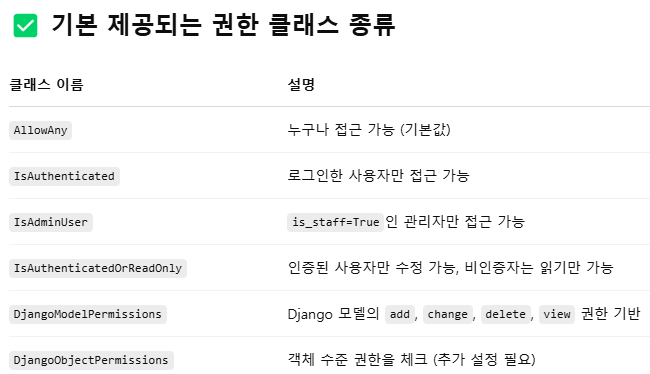 ✅ 기본 제공되는 권한 클래스 종류
클래스 이름 설명
AllowAny 누구나 접근 가능 (기본값)
IsAuthenticated 로그인한 사용자만 접근 가능
IsAdminUser is_staff=True인 관리자만 접근 가능
IsAuthenticatedOrReadOnly 인증된 사용자만 수정 가능, 비인증자는 읽기만 가능
DjangoModelPermissions Django 모델의 add, change, delete, view 권한 기반
DjangoObjectPermissions 객체 수준 권한을 체크 (추가 설정 필요)